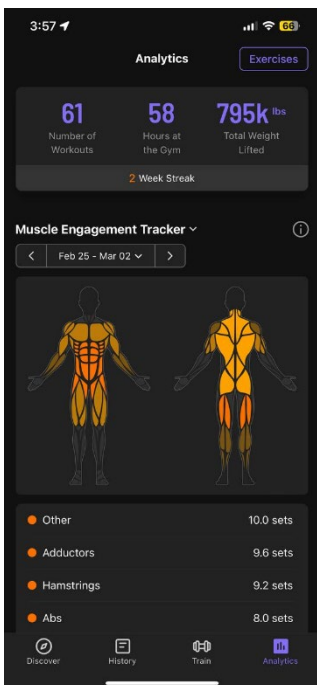 3:57
66
Analytics
Exercises
61
58
795k lbs
Number of
Workouts
Hours at
the Gym
Total Weight
Lifted
2 Week Streak
Muscle Engagement Tracker
Feb 25 - Mar 02
Other 10.0 sets
Adductors 9.6 sets
Hamstrings 9.2 sets
Abs 8.0 sets
Discover
History
Train
Analytics